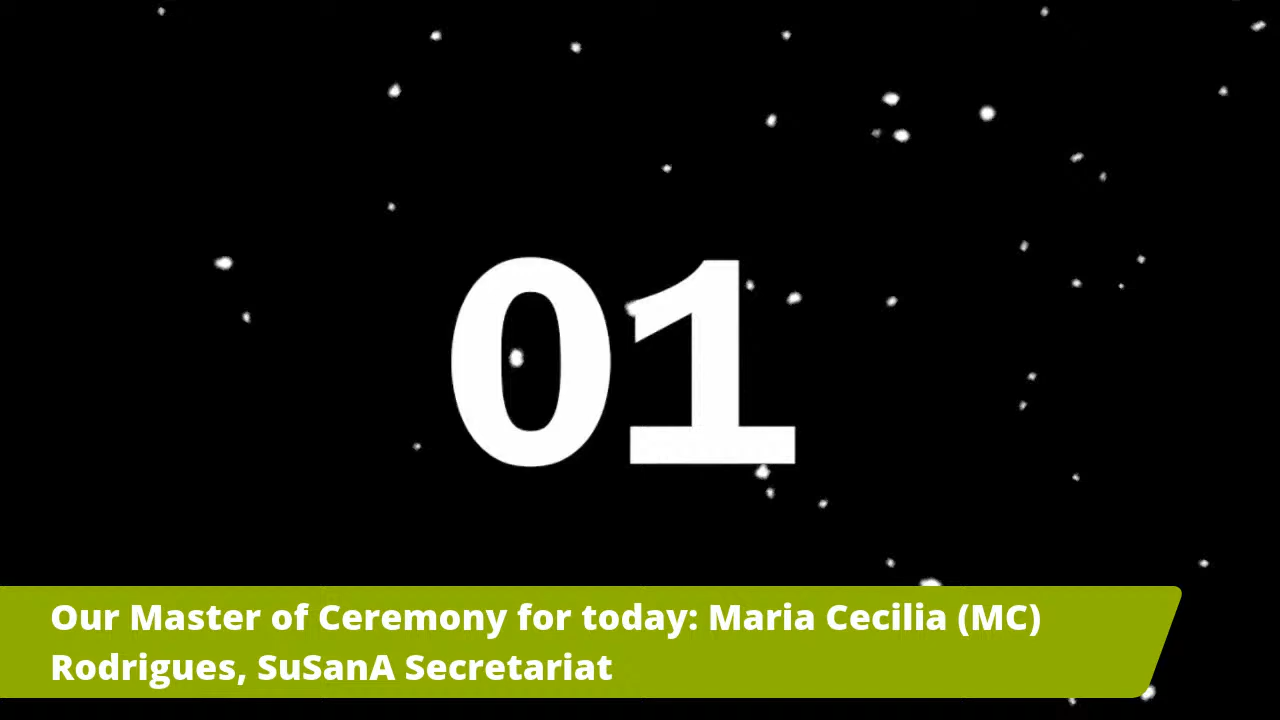 01
Our Master of Ceremony for today: Maria Cecilia (MC)
Rodrigues, SuSanA Secretariat